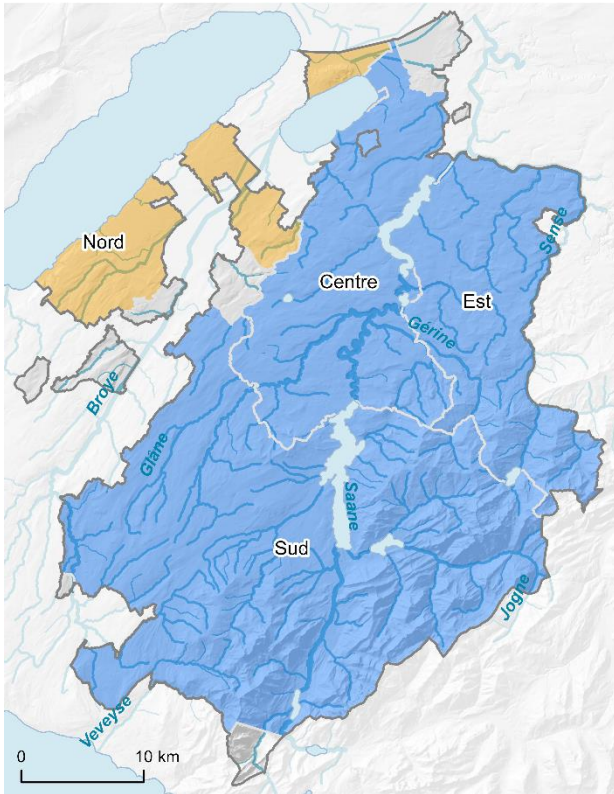 Nord
Sense
Centre
Est
Gérine
Broye
Glâne
Saane
Sud
Jogne
Veveyse
0 10 km